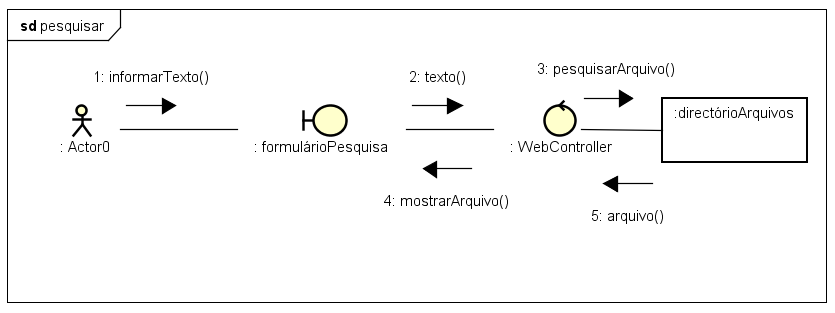 sd pesquisar
1: informarTexto()
2: texto()
3: pesquisarArquivo()
:directórioArquivos
: Actor0
: formulárioPesquisa
: WebController
4: mostrarArquivo()
5: arquivo()